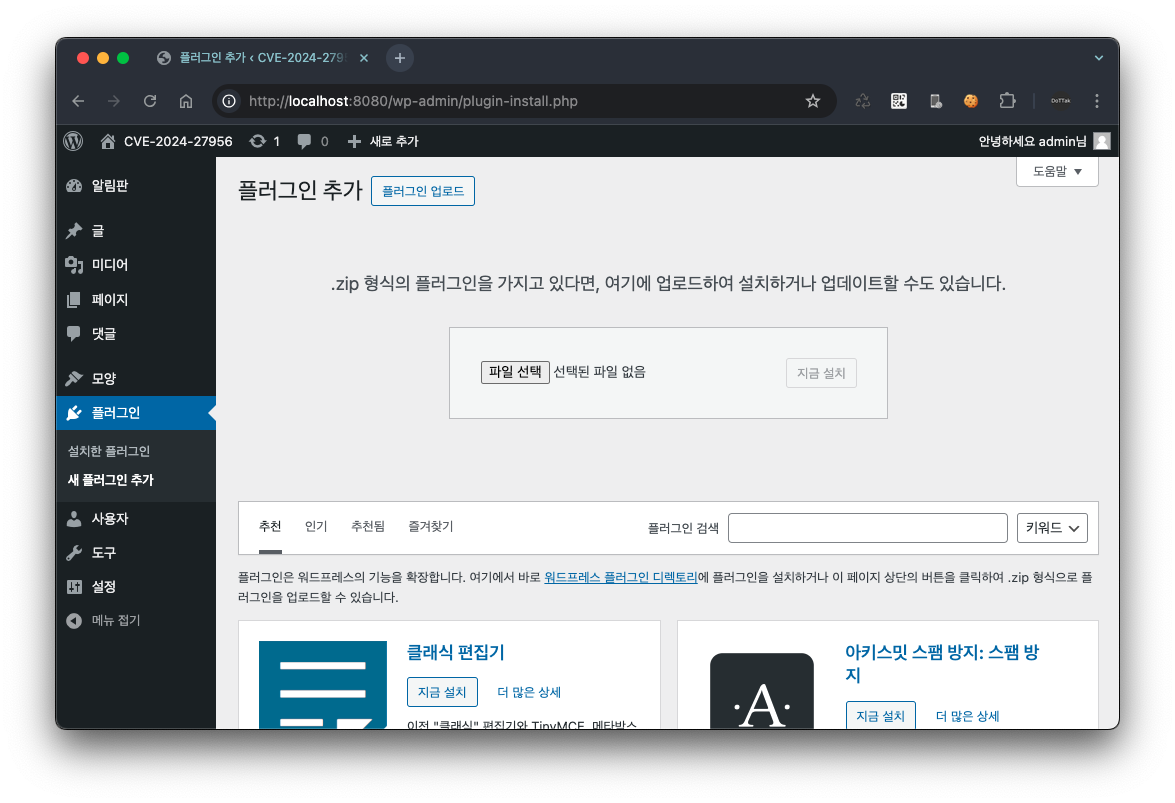 플러그인 추가 ‹ CVE-2024-279
http://localhost:8080/wp-admin/plugin-install.php
DoTTak
CVE-2024-27956 1 0 새로 추가 안녕하세요 admin님
알림판
글
미디어
페이지
댓글
모양
플러그인
설치한 플러그인
새 플러그인 추가
사용자
도구
설정
메뉴 접기
도움말
플러그인 추가 플러그인 업로드
.zip 형식의 플러그인을 가지고 있다면, 여기에 업로드하여 설치하거나 업데이트할 수도 있습니다.
파일 선택 선택된 파일 없음 지금 설치
추천 인기 추천됨 즐겨찾기 플러그인 검색 키워드
플러그인은 워드프레스의 기능을 확장합니다. 여기에서 바로 워드프레스 플러그인 디렉토리에 플러그인을 설치하거나 이 페이지 상단의 버튼을 클릭하여 .zip 형식으로 플
러그인을 업로드할 수 있습니다.
클래식 편집기
지금 설치 더 많은 상세
이전 "클래식" 편집기와 TinyMCE, 메타박스
·A·
아키스밋 스팸 방지: 스팸 방
지
지금 설치 더 많은 상세